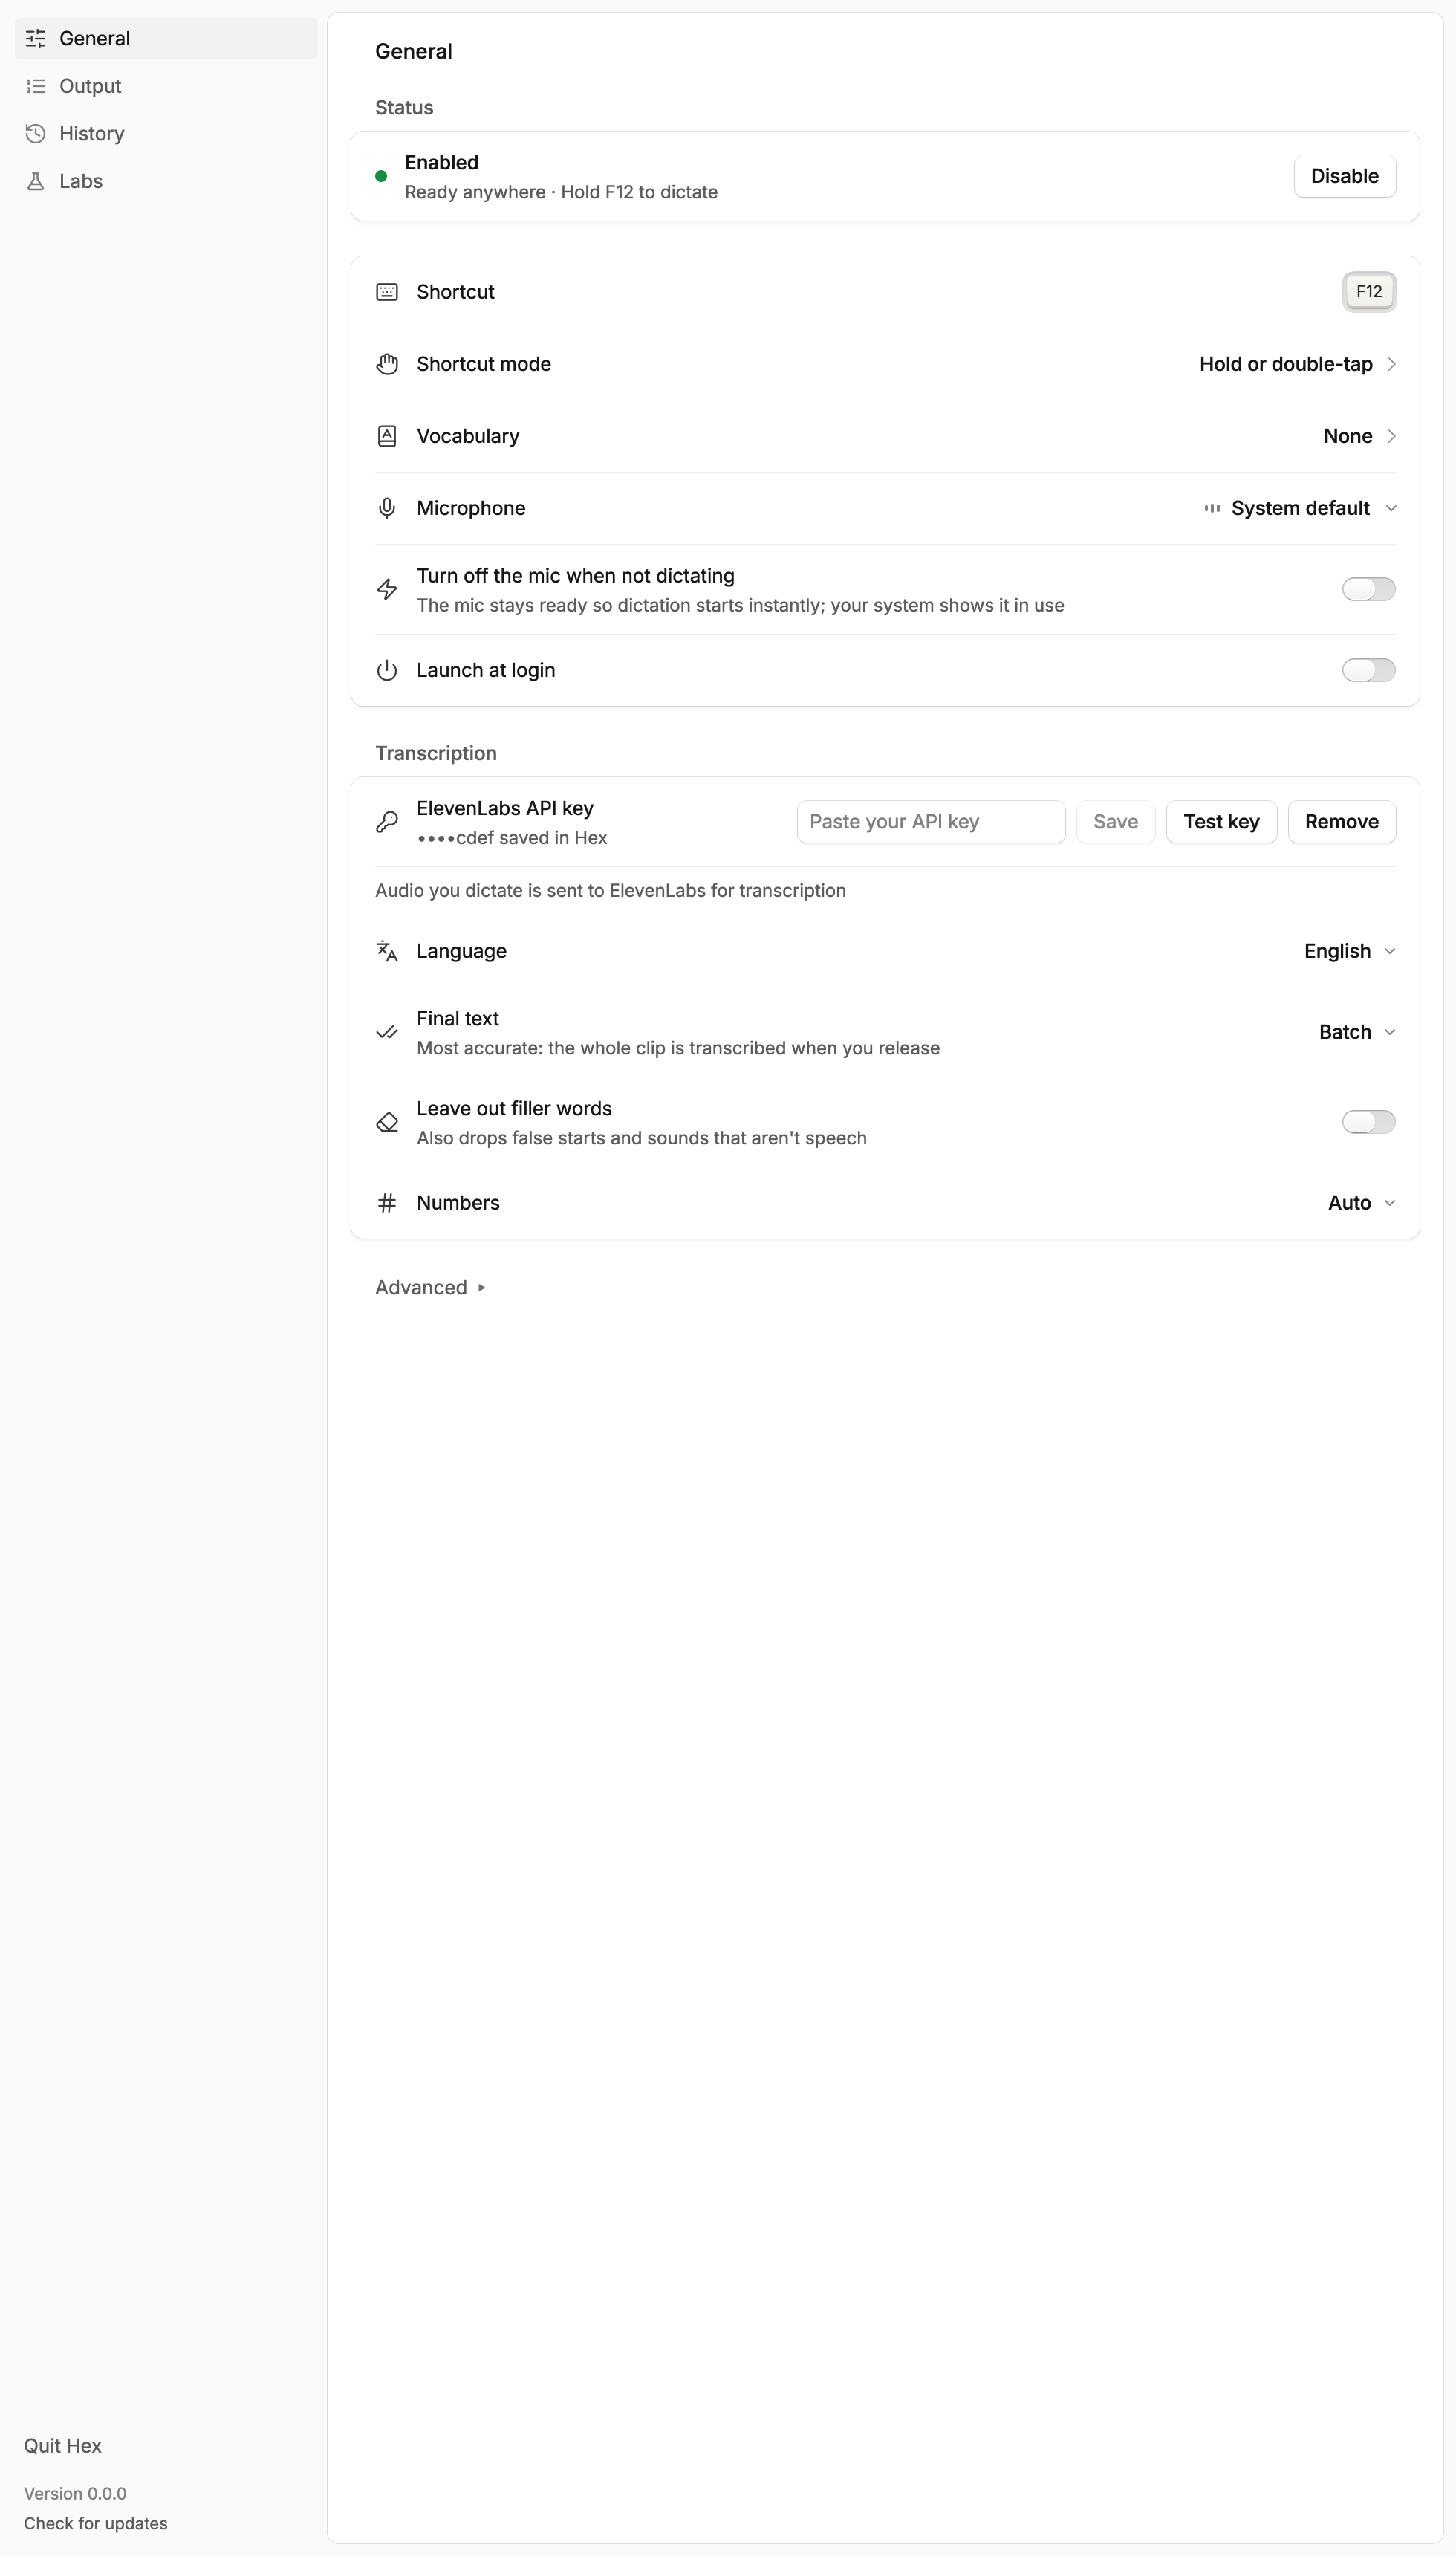 General
Output
History
Labs
General
Status
Enabled
Ready anywhere · Hold F12 to dictate
Disable
Shortcut
F12
Shortcut mode
Hold or double-tap
Vocabulary
None
Microphone
System default
Turn off the mic when not dictating
The mic stays ready so dictation starts instantly; your system shows it in use
Launch at login
Transcription
ElevenLabs API key
••••cdef saved in Hex
Paste your API key
Save
Test key
Remove
Audio you dictate is sent to ElevenLabs for transcription
Language
English
Final text
Most accurate: the whole clip is transcribed when you release
Batch
Leave out filler words
Also drops false starts and sounds that aren't speech
Numbers
Auto
Advanced
Quit Hex
Version 0.0.0
Check for updates